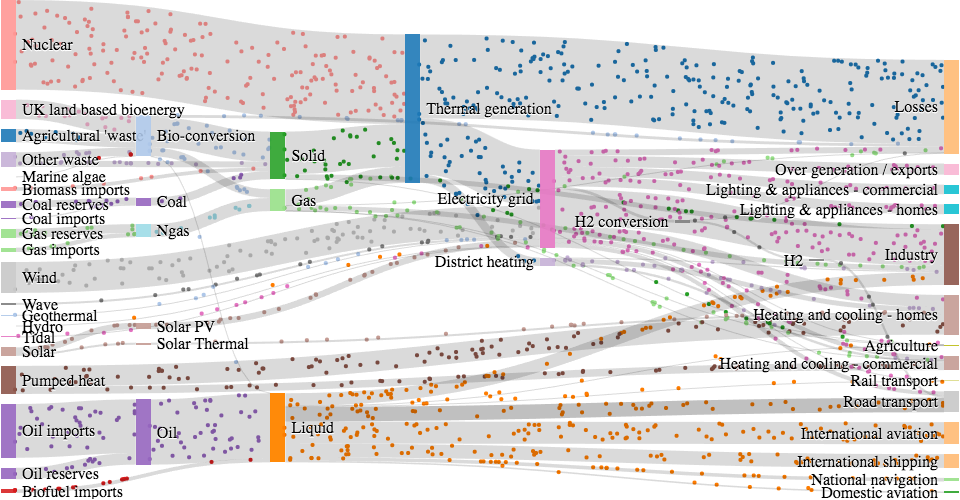 Nuclear
UK land based bioenergy
Agricultural 'waste'
Other waste
Marine algae
Biomass imports
Coal reserves
Coal imports
Gas reserves
Gas imports
Wind
Wave
Geothermal
Hydro
Tidal
Solar
Pumped heat
Oil imports
Oil reserves
Biofuel imports
Bio-conversion
Coal
Ngas
Solar PV
Solar Thermal
Oil
Solid
Gas
Liquid
Thermal generation
Electricity grid
H2 conversion
District heating
H2
Losses
Over generation / exports
Lighting & appliances - commercial
Lighting & appliances - homes
Industry
Heating and cooling - homes
Agriculture
Heating and cooling - commercial
Rail transport
Road transport
International aviation
International shipping
National navigation
Domestic aviation